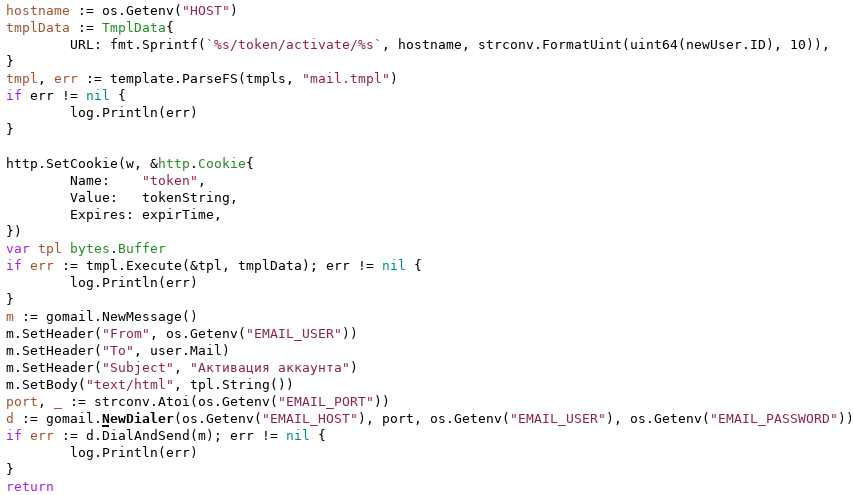 hostname := os.Getenv("HOST")
tmplData := TmplData{
        URL: fmt.Sprintf(`%s/token/activate/%s`, hostname, strconv.FormatUint(uint64(newUser.ID), 10)),
}
tmpl, err := template.ParseFS(tmpls, "mail.tmpl")
if err != nil {
        log.Println(err)
}

http.SetCookie(w, &http.Cookie{
        Name:    "token",
        Value:   tokenString,
        Expires: expirTime,
})
var tpl bytes.Buffer
if err := tmpl.Execute(&tpl, tmplData); err != nil {
        log.Println(err)
}
m := gomail.NewMessage()
m.SetHeader("From", os.Getenv("EMAIL_USER"))
m.SetHeader("To", user.Mail)
m.SetHeader("Subject", "Активация аккаунта")
m.SetBody("text/html", tpl.String())
port, _ := strconv.Atoi(os.Getenv("EMAIL_PORT"))
d := gomail.NewDialer(os.Getenv("EMAIL_HOST"), port, os.Getenv("EMAIL_USER"), os.Getenv("EMAIL_PASSWORD"))
if err := d.DialAndSend(m); err != nil {
        log.Println(err)
}
return